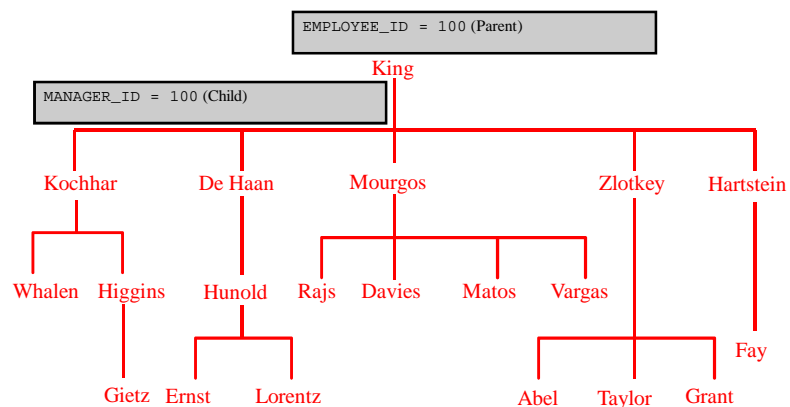 EMPLOYEE_ID = 100 (Parent)
King
MANAGER_ID = 100 (Child)
Kochhar De Haan Mourgos Zlotkey Hartstein
Whalen Higgins Hunold Rajs Davies Matos Vargas
Fay
Gietz Ernst Lorentz Abel Taylor Grant